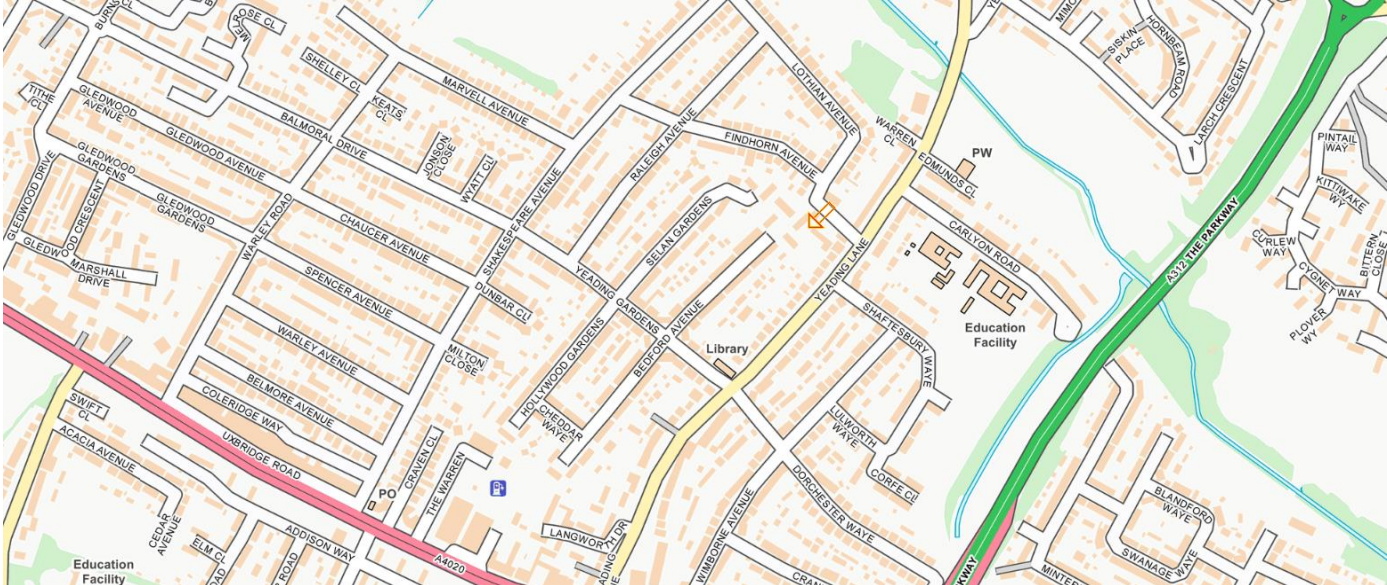 BURNS
MELROSE CL
SHELLEY CL
KEATS
CL
MARVELL AVENUE
TITHE
CL
GLEDWOOD
AVENUE
GLEDWOOD AVENUE
BALMORAL DRIVE
JONSON
CLOSE
WYATT CL
GLEDWOOD
GARDENS
GLEDWOOD
GARDENS
GLEDWOOD DRIVE
GLEDWOOD CRESCENT
MARSHALL
DRIVE
WARLEY ROAD
CHAUCER AVENUE
SHAKESPEARE AVENUE
SPENCER AVENUE
DUNBAR CL
WARLEY AVENUE
MILTON
CLOSE
BELMORE AVENUE
COLERIDGE WAY
UXBRIDGE ROAD
SWIFT
CL
ACACIA AVENUE
CEDAR
AVENUE
ELM CL
ADDISON WAY
ROAD
Education
Facility
PO
CRAVEN CL
THE WARREN
A4020
RALEIGH AVENUE
FINDHORN AVENUE
LOTHIAN AVENUE
SELAN GARDENS
YEADING GARDENS
HOLLYWOOD GARDENS
BEDFORD AVENUE
CHEDDAR
WAYE
Library
YEADING LANE
WARREN
CL
EDMUNDS CL
PW
CARLYON ROAD
Education
Facility
SHAFTESBURY WAYE
LULWORTH
WAYE
CORFE CL
DORCHESTER WAYE
WIMBORNE AVENUE
LANGWORTH DR
CRAN
SISKIN
PLACE
HORNBEAM ROAD
LARCH CRESCENT
A312 THE PARKWAY
PINTAIL
WAY
KITTIWAKE
WY
CURLEW
WAY
CYGNET WAY
BITTERN
CLOSE
PLOVER
WY
BLANDFORD
WAYE
SWANAGE WAYE
MINTER
KWAY